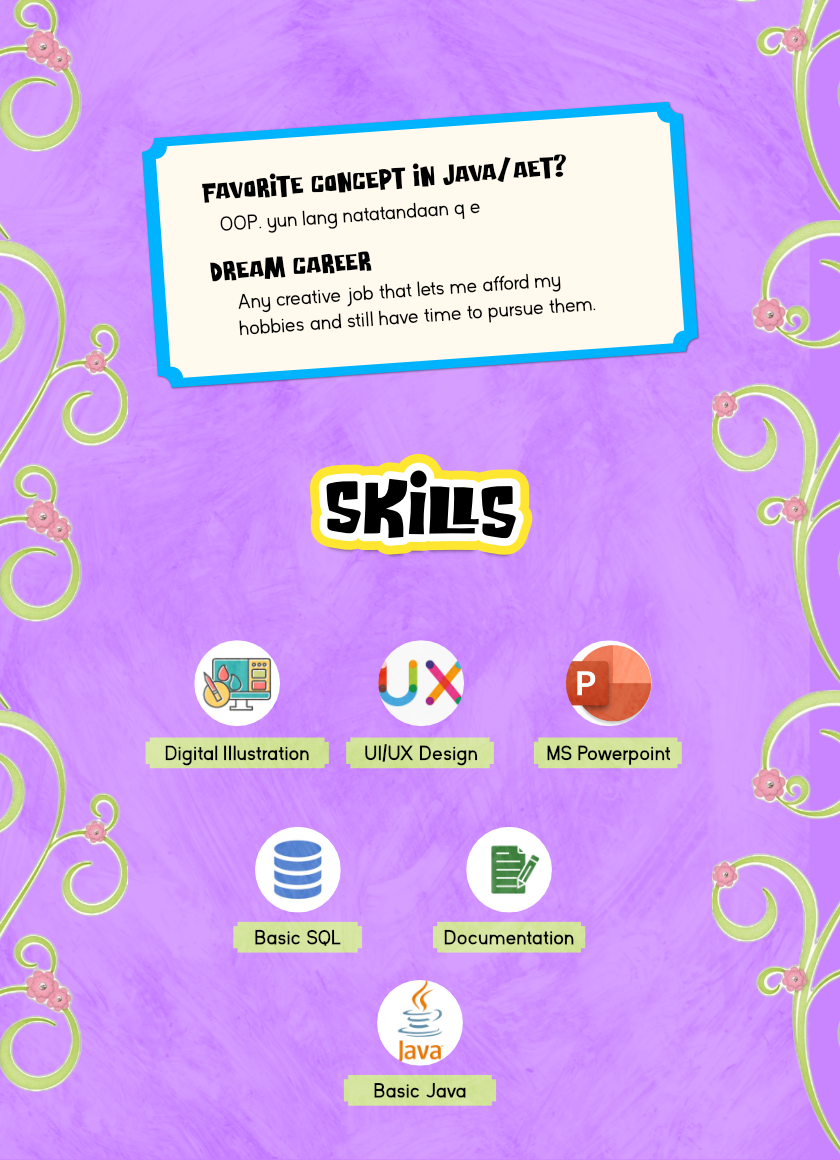 FAVORITE CONCEPT IN JAVA/AET?
OOP. yun lang natatandaan q e
DREAM CAREER
Any creative job that lets me afford my
hobbies and still have time to pursue them.
SKILLS
UX
P
Digital Illustration
UI/UX Design
MS Powerpoint
Basic SQL
Documentation
Java
Basic Java